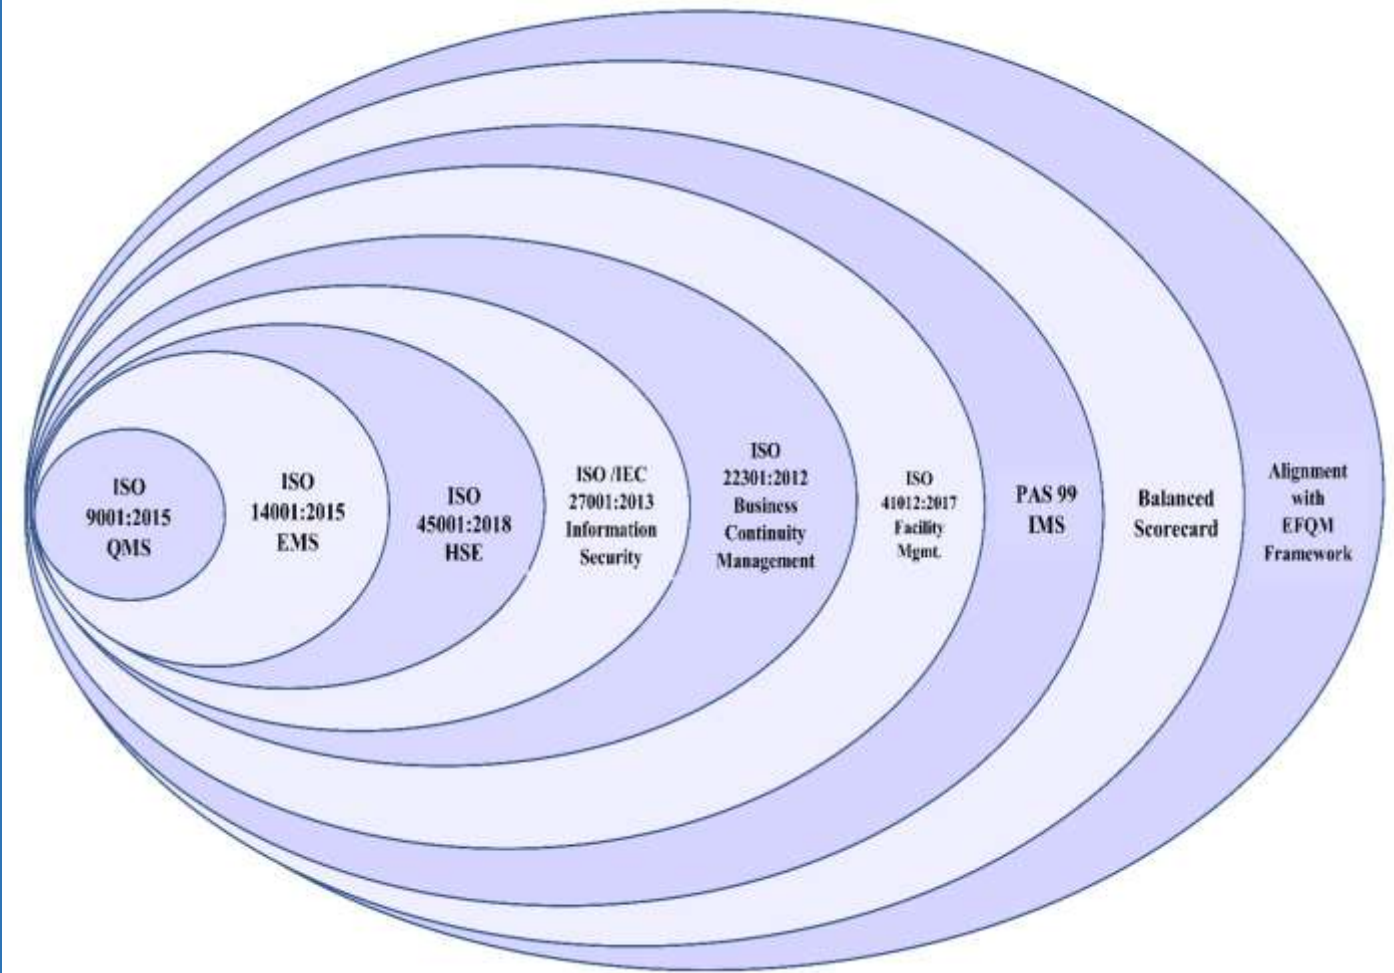 ISO
9001:2015
QMS
ISO
14001:2015
EMS
ISO
45001:2018
HSE
ISO /IEC
27001:2013
Information
Security
ISO
22301:2012
Business
Continuity
Management
ISO
41012:2017
Facility
Mgmt.
PAS 99
IMS
Balanced
Scorecard
Alignment
with
EFQM
Framework